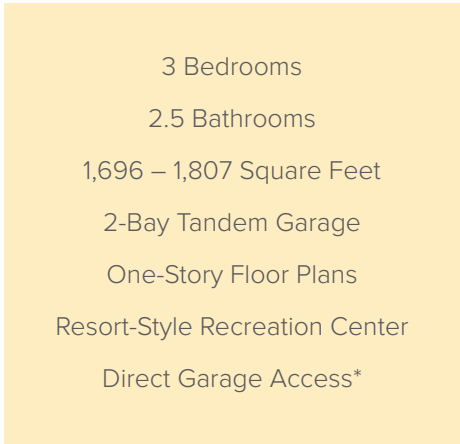 3 Bedrooms
2.5 Bathrooms
1,696 – 1,807 Square Feet
2-Bay Tandem Garage
One-Story Floor Plans
Resort-Style Recreation Center
Direct Garage Access*